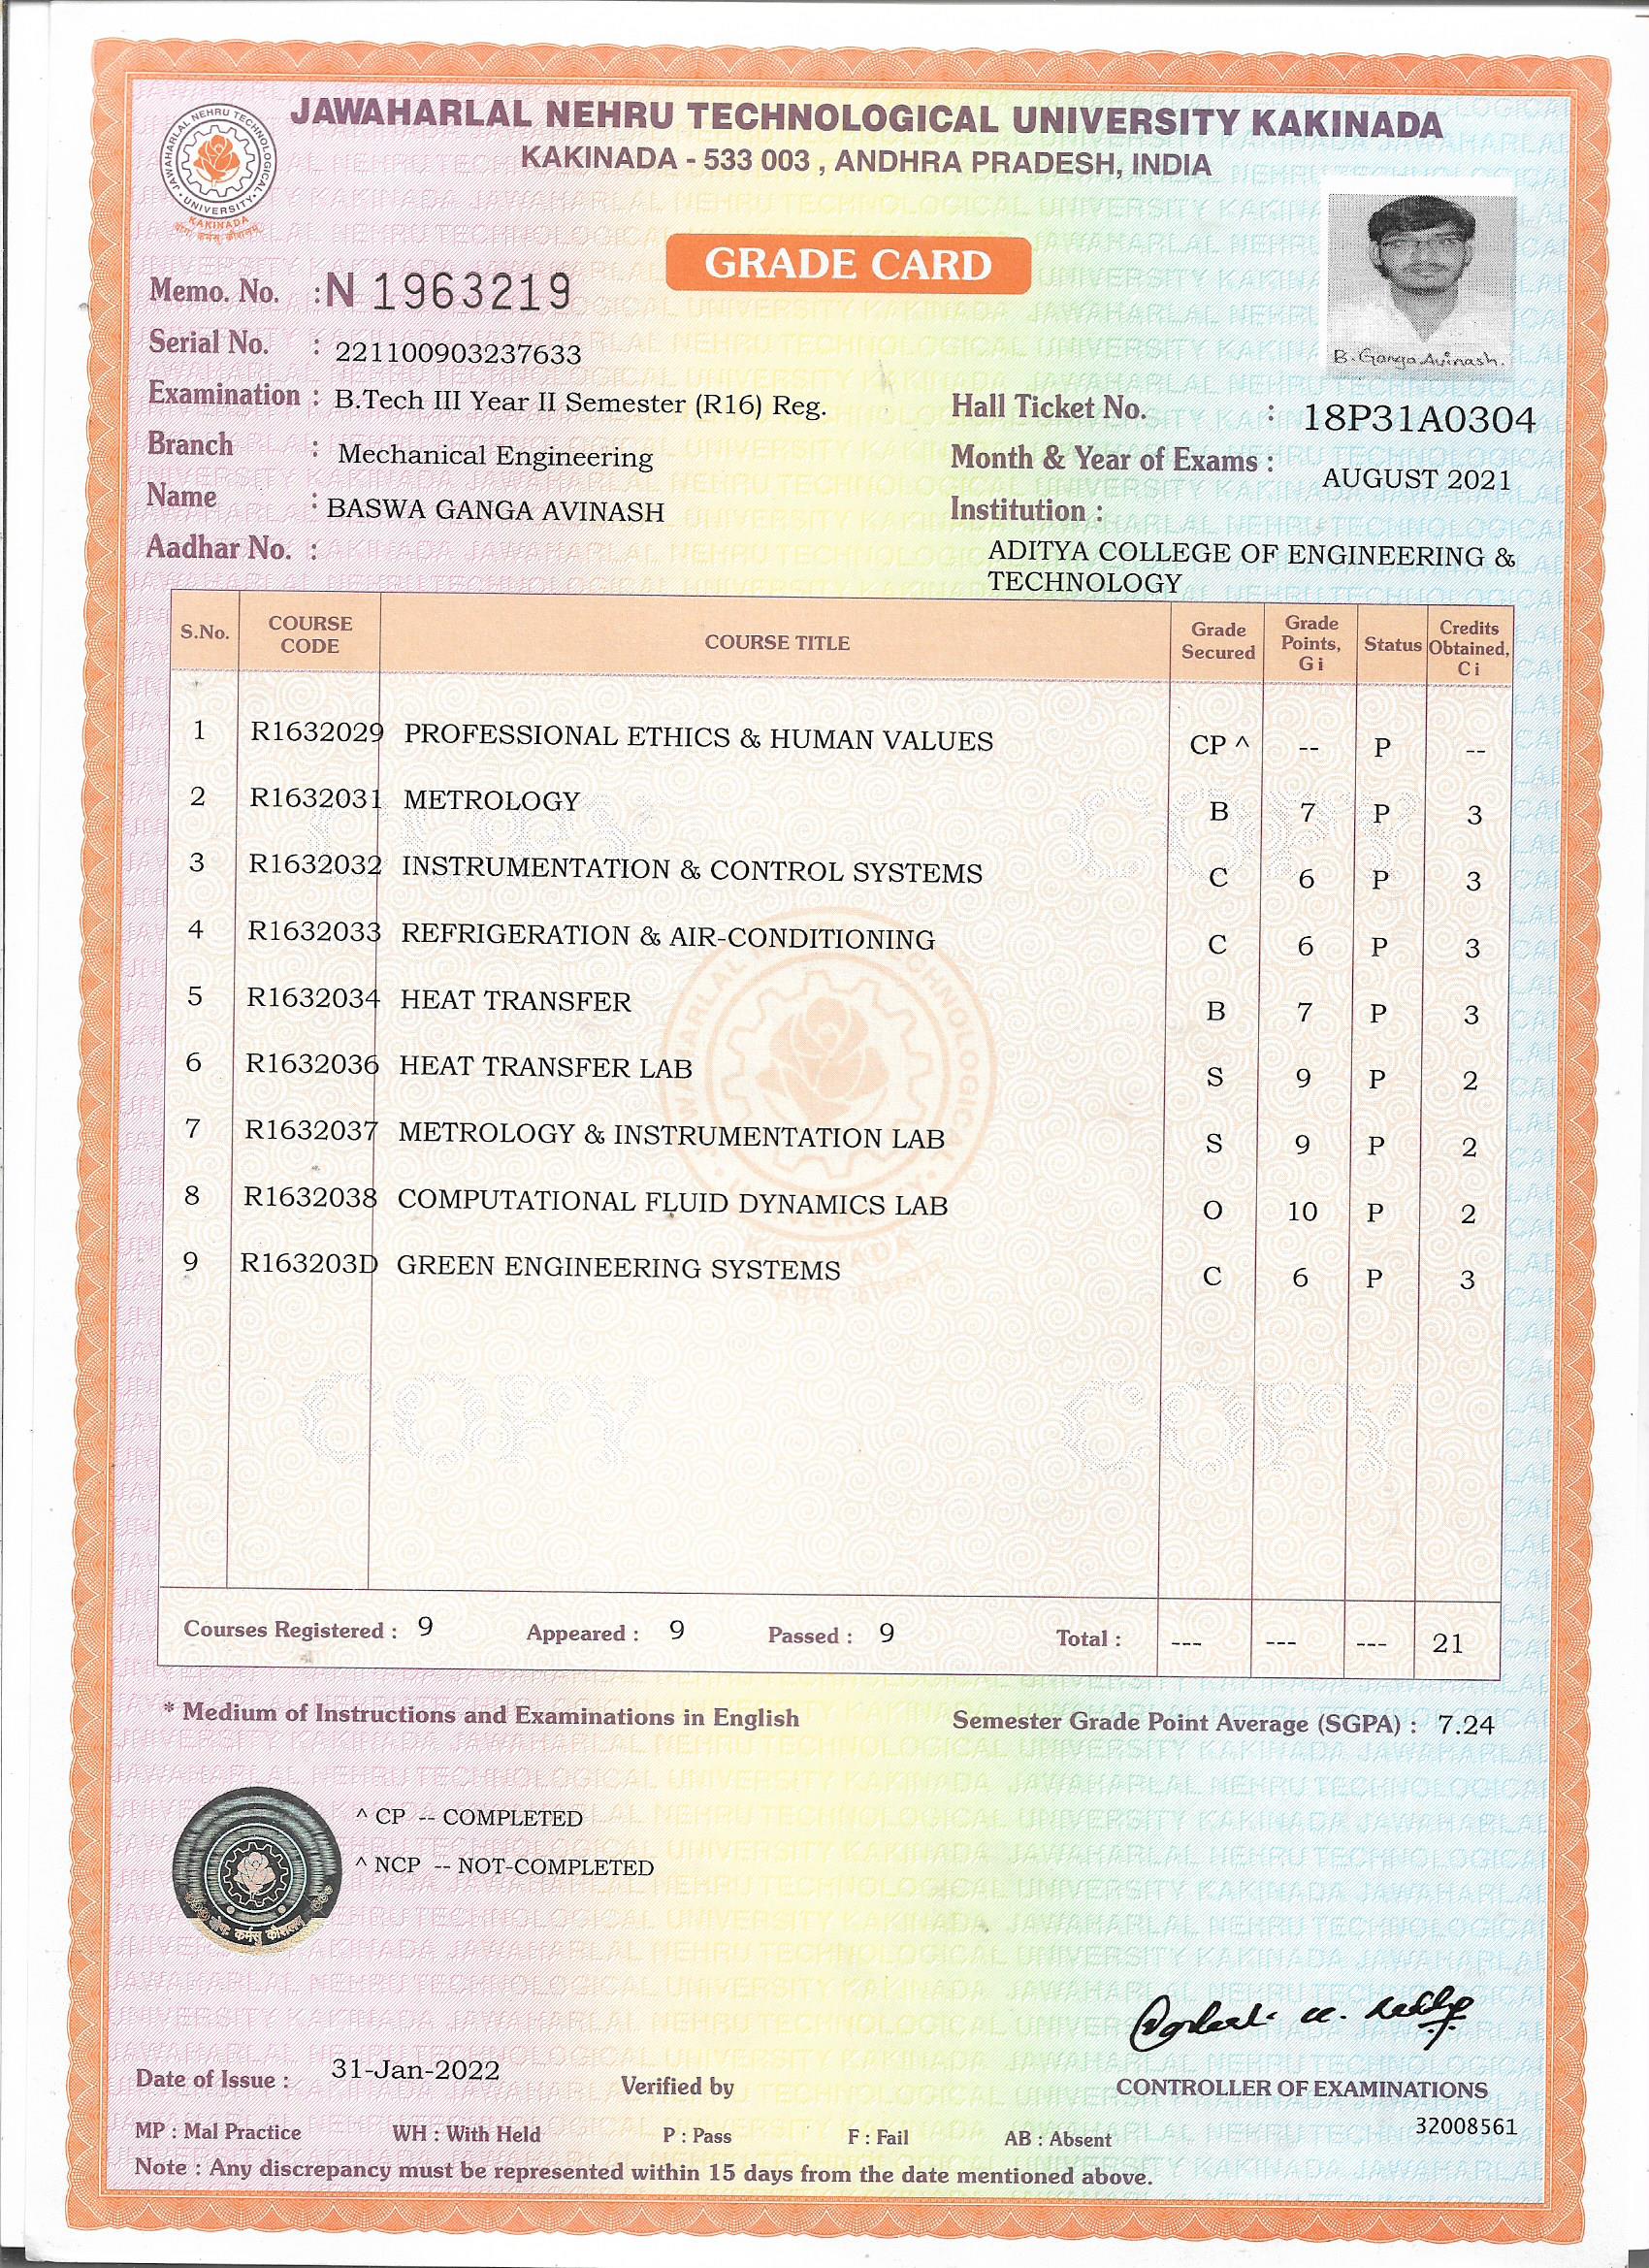 JAWAHARLAL NEHRU TECHNOLOGICAL UNIVERSITY KAKINADA
KAKINADA - 533 003 , ANDHRA PRADESH, INDIA
JAWAHARLAL NEHRU TECHNOLOGICAL
UNIVERSITY
KAKINADA
योगः कर्मसु कौशलम्
GRADE CARD
B. Ganga Avinash.
Memo. No. : N 1963219
Serial No. : 221100903237633
Examination : B.Tech III Year II Semester (R16) Reg.
Hall Ticket No. : 18P31A0304
Branch : Mechanical Engineering
Month & Year of Exams : AUGUST 2021
Name : BASWA GANGA AVINASH
Institution :
Aadhar No. :
ADITYA COLLEGE OF ENGINEERING &
TECHNOLOGY
S.No. COURSE CODE COURSE TITLE Grade Secured Grade Points, Gi Status Credits Obtained, Ci
1 R1632029 PROFESSIONAL ETHICS & HUMAN VALUES CP ^ -- P --
2 R1632031 METROLOGY B 7 P 3
3 R1632032 INSTRUMENTATION & CONTROL SYSTEMS C 6 P 3
4 R1632033 REFRIGERATION & AIR-CONDITIONING C 6 P 3
5 R1632034 HEAT TRANSFER B 7 P 3
6 R1632036 HEAT TRANSFER LAB S 9 P 2
7 R1632037 METROLOGY & INSTRUMENTATION LAB S 9 P 2
8 R1632038 COMPUTATIONAL FLUID DYNAMICS LAB O 10 P 2
9 R163203D GREEN ENGINEERING SYSTEMS C 6 P 3
COPY COPY
Courses Registered : 9 Appeared : 9 Passed : 9 Total : --- --- --- 21
* Medium of Instructions and Examinations in English
Semester Grade Point Average (SGPA) : 7.24
^ CP -- COMPLETED
^ NCP -- NOT-COMPLETED
योगः कर्मसु कौशलम्
Date of Issue : 31-Jan-2022
Verified by
CONTROLLER OF EXAMINATIONS
32008561
MP : Mal Practice WH : With Held P : Pass F : Fail AB : Absent
Note : Any discrepancy must be represented within 15 days from the date mentioned above.